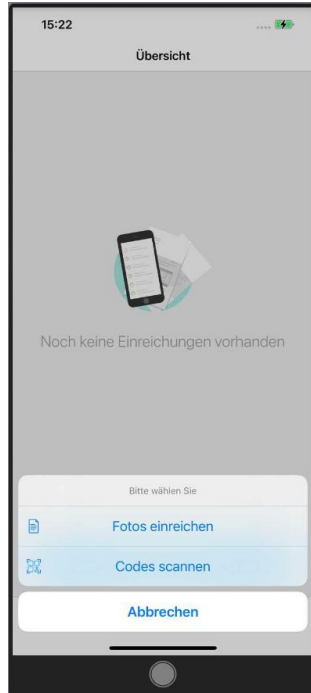 15:22
Übersicht
Noch keine Einreichungen vorhanden
Bitte wählen Sie
Fotos einreichen
Codes scannen
Abbrechen